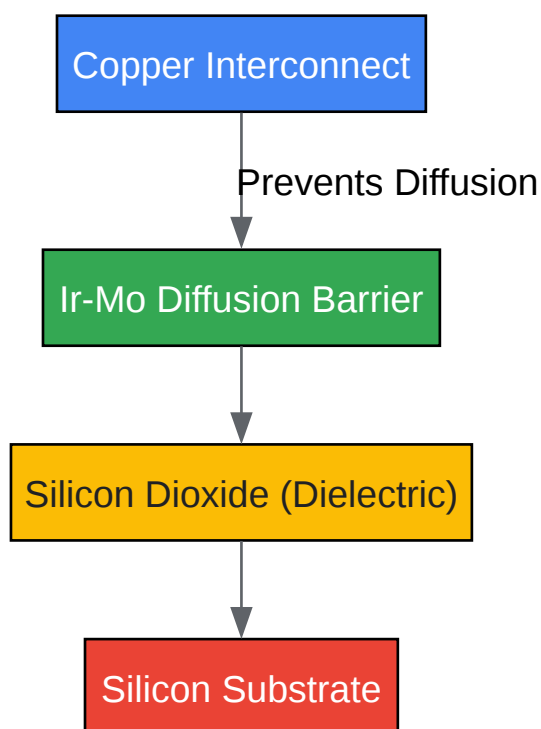 Copper Interconnect
Prevents Diffusion
Ir-Mo Diffusion Barrier
Silicon Dioxide (Dielectric)
Silicon Substrate